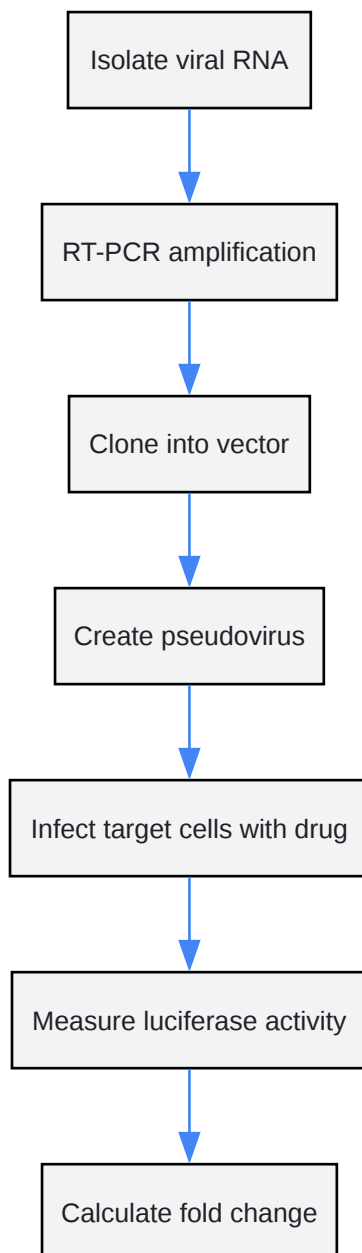 Isolate viral RNA
RT-PCR amplification
Clone into vector
Create pseudovirus
Infect target cells with drug
Measure luciferase activity
Calculate fold change